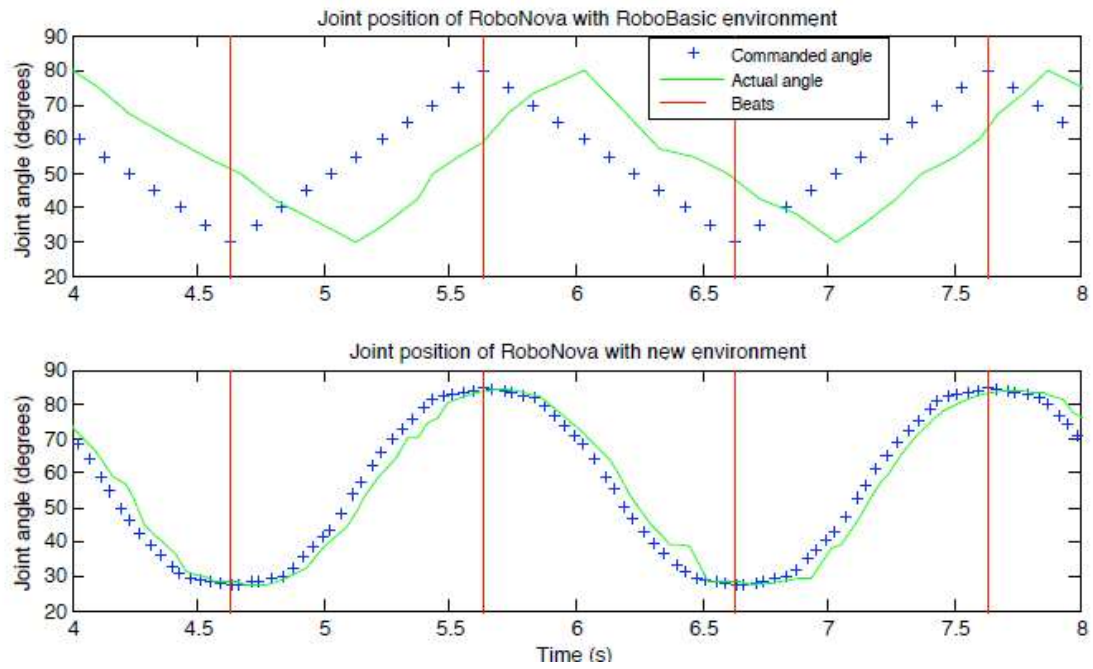 Joint position of RoboNova with RoboBasic environment
90
80
70
60
50
40
30
20
Joint angle (degrees)
Commanded angle
Actual angle
Beats
4 4.5 5 5.5 6 6.5 7 7.5 8
Joint position of RoboNova with new environment
90
80
70
60
50
40
30
20
Joint angle (degrees)
4 4.5 5 5.5 6 6.5 7 7.5 8
Time (s)